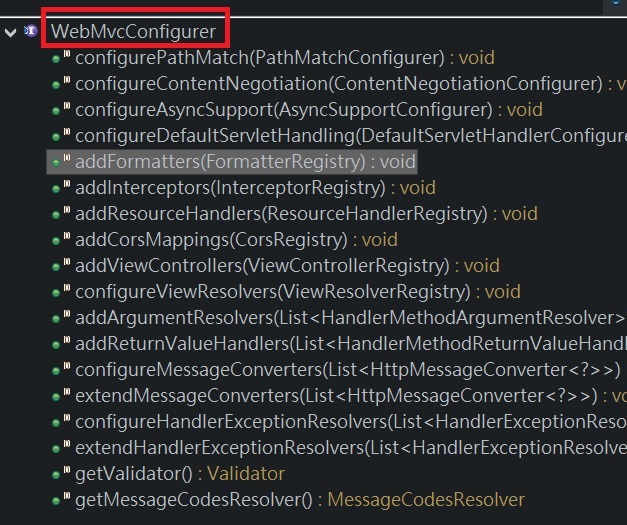 WebMvcConfigurer
configurePathMatch(PathMatchConfigurer) : void
configureContentNegotiation(ContentNegotiationConfigurer) : v
configureAsyncSupport(AsyncSupportConfigurer) : void
configureDefaultServletHandling(DefaultServletHandlerConfigure
addFormatters(FormatterRegistry) : void
addInterceptors(InterceptorRegistry) : void
addResourceHandlers(ResourceHandlerRegistry) : void
addCorsMappings(CorsRegistry) : void
addViewControllers(ViewControllerRegistry) : void
configureViewResolvers(ViewResolverRegistry) : void
addArgumentResolvers(List<HandlerMethodArgumentResolver>
addReturnValueHandlers(List<HandlerMethodReturnValueHandl
configureMessageConverters(List<HttpMessageConverter<?>>)
extendMessageConverters(List<HttpMessageConverter<?>>) : vo
configureHandlerExceptionResolvers(List<HandlerExceptionReso
extendHandlerExceptionResolvers(List<HandlerExceptionResolve
getValidator() : Validator
getMessageCodesResolver() : MessageCodesResolver